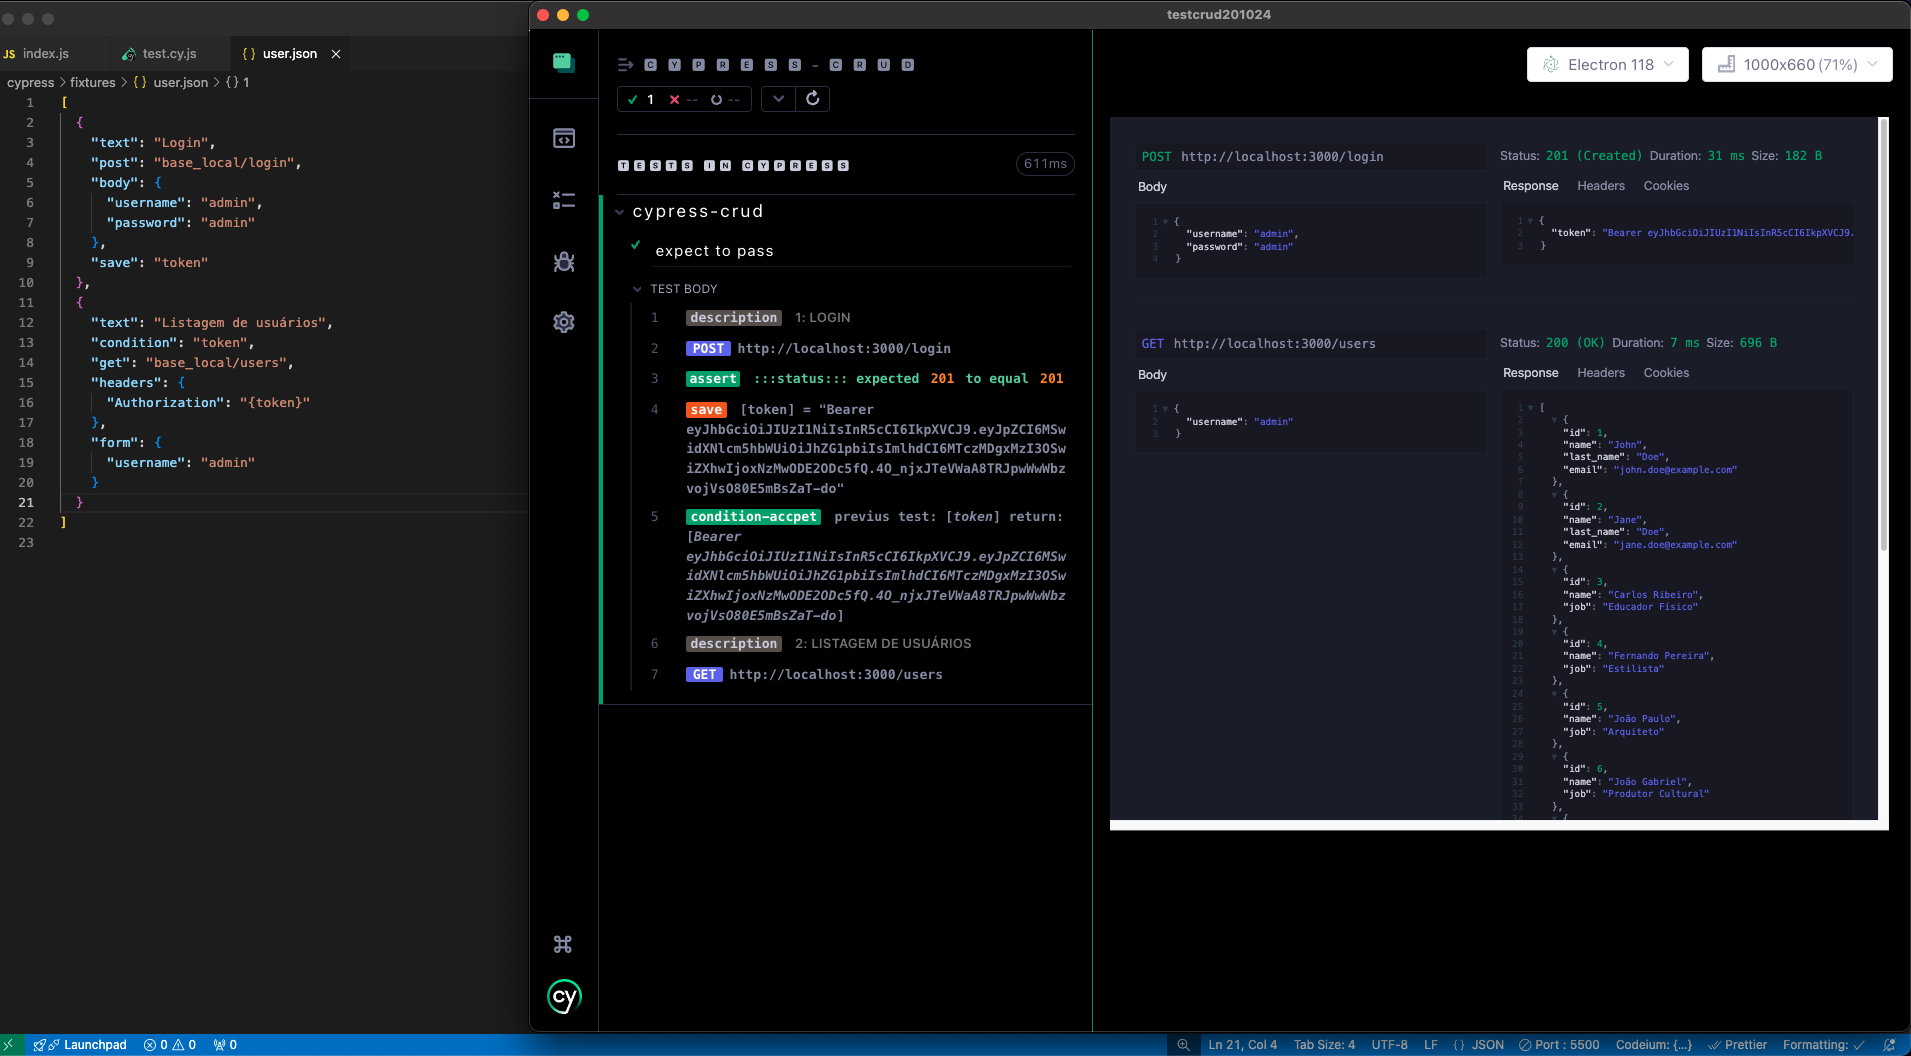 testcrud201024
JS index.js
test.cy.js
{ } user.json ×
cypress > fixtures > { } user.json > { } 1
1 [
2 {
3 "text": "Login",
4 "post": "base_local/login",
5 "body": {
6 "username": "admin",
7 "password": "admin"
8 },
9 "save": "token"
10 },
11 {
12 "text": "Listagem de usuários",
13 "condition": "token",
14 "get": "base_local/users",
15 "headers": {
16 "Authorization": "{token}"
17 },
18 "form": {
19 "username": "admin"
20 }
21 }
22 ]
23
CYPRESS-CRUD
1 -- --
TESTS IN CYPRESS
611ms
cypress-crud
expect to pass
TEST BODY
1 description 1: LOGIN
2 POST http://localhost:3000/login
3 assert :::status::: expected 201 to equal 201
4 save [token] = "Bearer
eyJhbGciOiJIUzI1NiIsInR5cCI6IkpXVCJ9.eyJpZCI6MSw
idXNlcm5hbWUiOiJhZG1pbiIsImlhdCI6MTczMDgxMzI3OSw
iZXhwIjoxNzMwODE2ODc5fQ.4O_njxJTeVWaA8TRJpwWwWbz
vojVsO80E5mBsZaT-do"
5 condition-accpet previus test: [token] return:
[Bearer
eyJhbGciOiJIUzI1NiIsInR5cCI6IkpXVCJ9.eyJpZCI6MSw
idXNlcm5hbWUiOiJhZG1pbiIsImlhdCI6MTczMDgxMzI3OSw
iZXhwIjoxNzMwODE2ODc5fQ.4O_njxJTeVWaA8TRJpwWwWbz
vojVsO80E5mBsZaT-do]
6 description 2: LISTAGEM DE USUÁRIOS
7 GET http://localhost:3000/users
cy
Electron 118
1000x660 (71%)
POST http://localhost:3000/login
Body
1 {
2 "username": "admin",
3 "password": "admin"
4 }
Status: 201 (Created) Duration: 31 ms Size: 182 B
Response Headers Cookies
1 {
2 "token": "Bearer eyJhbGciOiJIUzI1NiIsInR5cCI6IkpXVCJ9.
3 }
GET http://localhost:3000/users
Body
1 {
2 "username": "admin"
3 }
Status: 200 (OK) Duration: 7 ms Size: 696 B
Response Headers Cookies
1 [
2 {
3 "id": 1,
4 "name": "John",
5 "last_name": "Doe",
6 "email": "john.doe@example.com"
7 },
8 {
9 "id": 2,
10 "name": "Jane",
11 "last_name": "Doe",
12 "email": "jane.doe@example.com"
13 },
14 {
15 "id": 3,
16 "name": "Carlos Ribeiro",
17 "job": "Educador Físico"
18 },
19 {
20 "id": 4,
21 "name": "Fernando Pereira",
22 "job": "Estilista"
23 },
24 {
25 "id": 5,
26 "name": "João Paulo",
27 "job": "Arquiteto"
28 },
29 {
30 "id": 6,
31 "name": "João Gabriel",
32 "job": "Produtor Cultural"
33 },
34 {
Launchpad 0 0 0
Ln 21, Col 4 Tab Size: 4 UTF-8 LF { } JSON Port : 5500 Codeium: {...} Prettier Formatting: